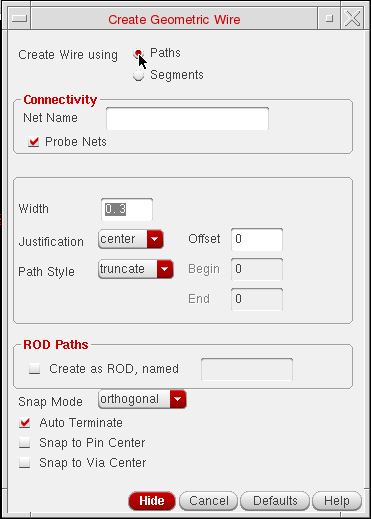 Create Geometric Wire
Create Wire using Paths
Segments
Connectivity
Net Name
Probe Nets
Width 0.3
Justification center Offset 0
Path Style truncate Begin 0
End 0
ROD Paths
Create as ROD, named
Snap Mode orthogonal
Auto Terminate
Snap to Pin Center
Snap to Via Center
Hide Cancel Defaults Help